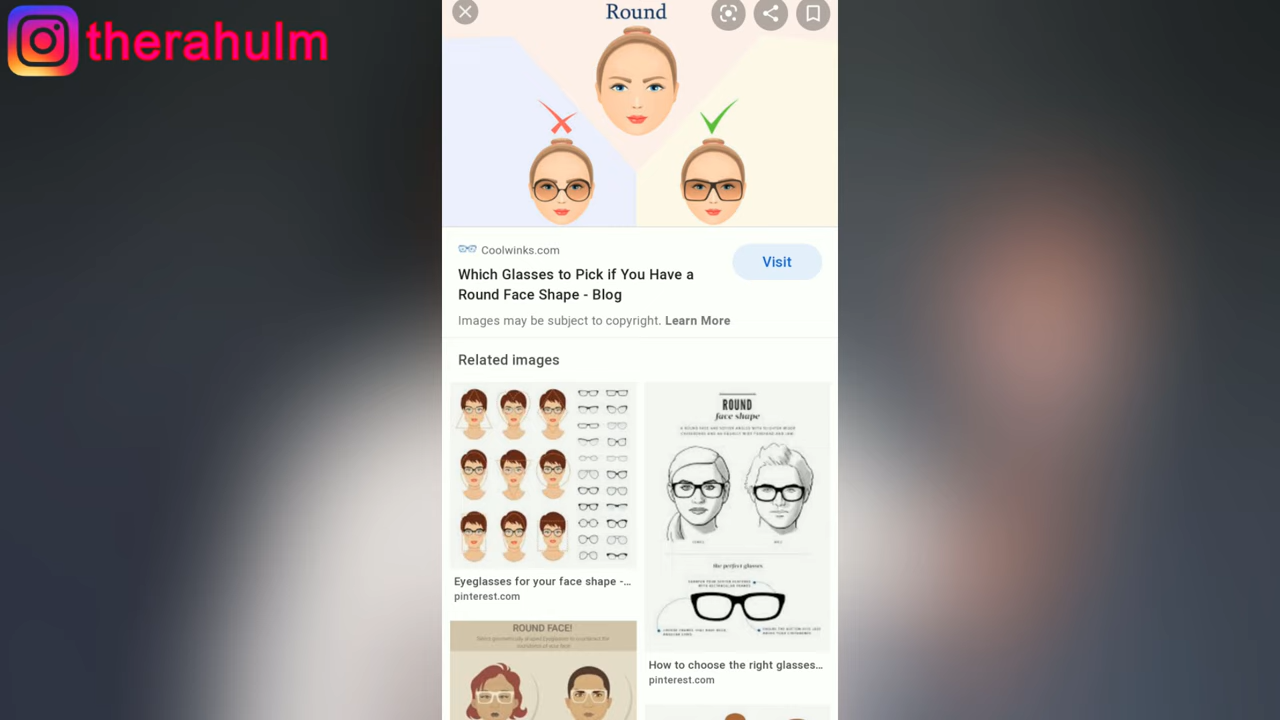 therahulm
Round
Coolwinks.com
Which Glasses to Pick if You Have a
Round Face Shape - Blog
Visit
Images may be subject to copyright. Learn More
Related images
ROUND
face shape
the perfect glasses
Eyeglasses for your face shape -...
pinterest.com
ROUND FACE!
How to choose the right glasses...
pinterest.com